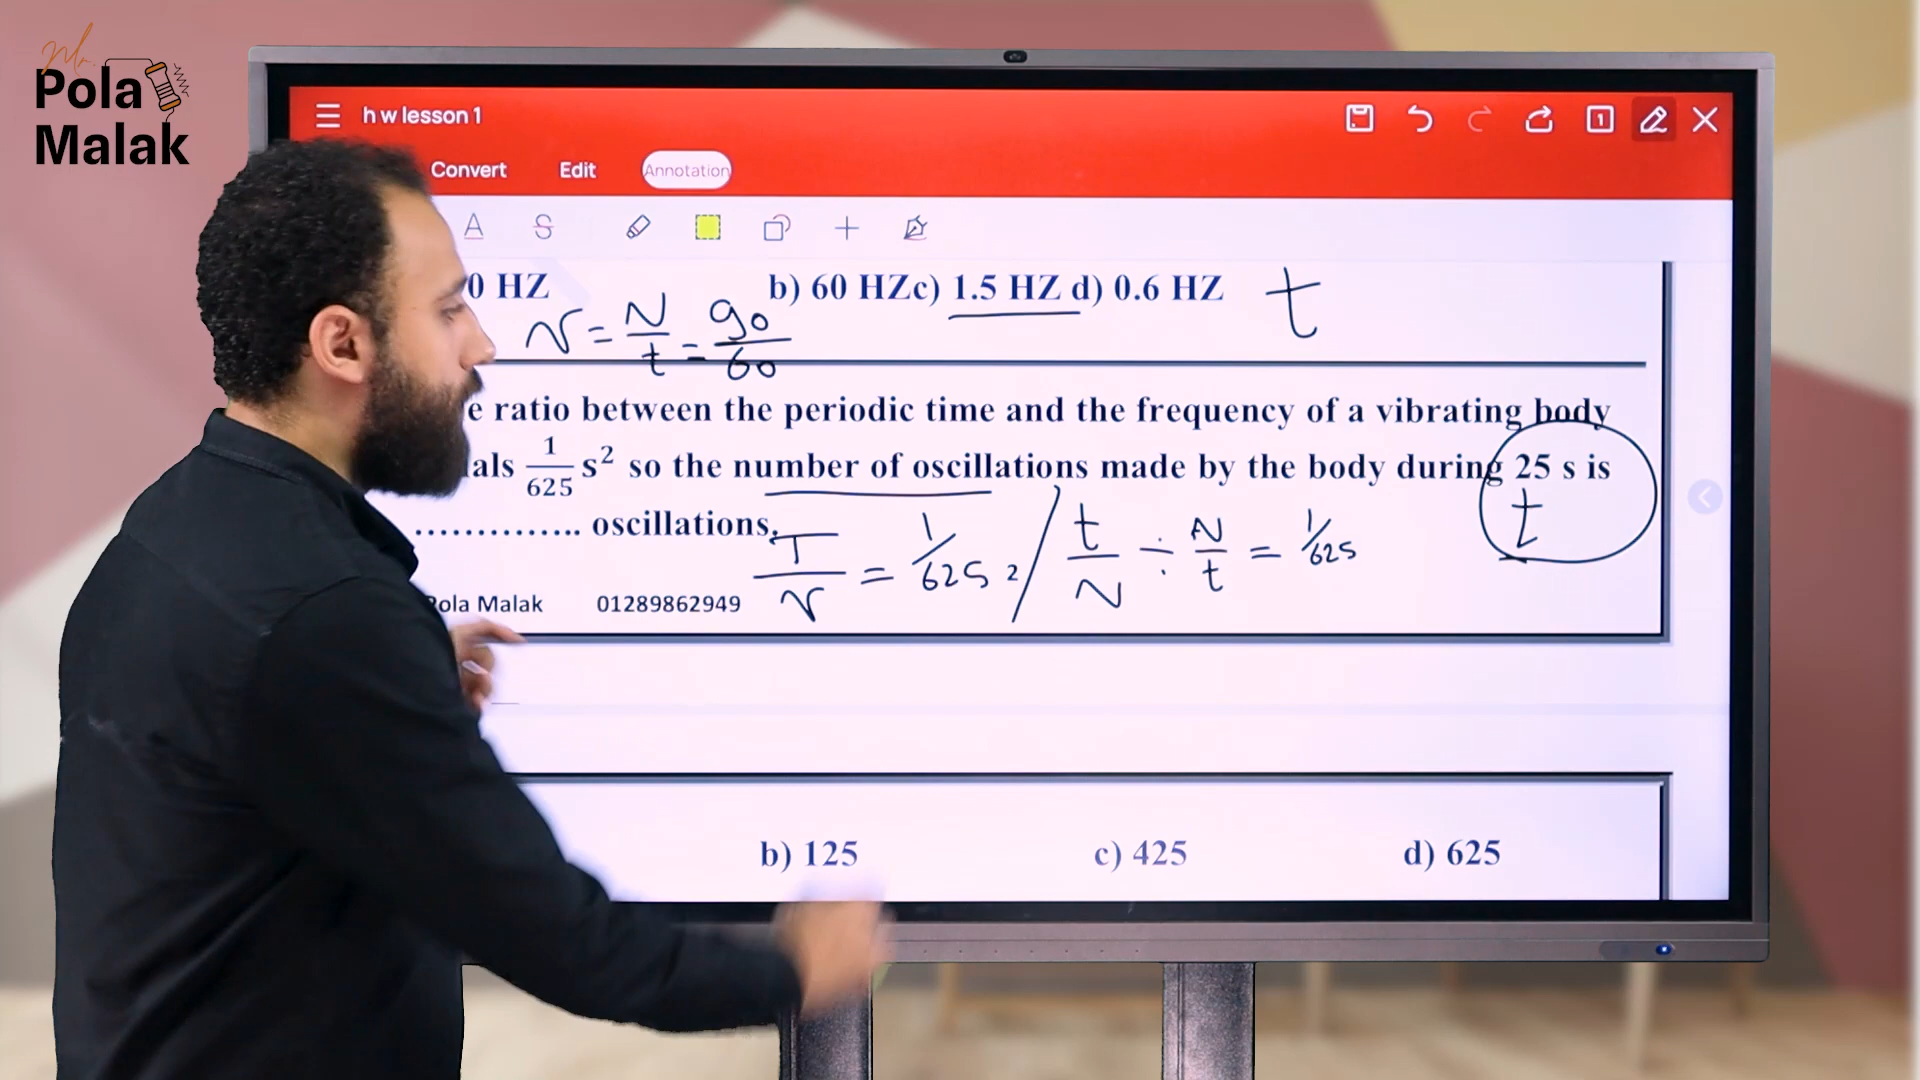 Mr.
Pola
Malak
h w lesson 1
1
Convert Edit Annotation
A S
0 HZ b) 60 HZc) 1.5 HZ d) 0.6 HZ t
ν = N/t = 90/60
e ratio between the periodic time and the frequency of a vibrating body
als 1/625 s² so the number of oscillations made by the body during 25 s is
t
………….. oscillations.
T/ν = 1/625 2 / t/N ÷ N/t = 1/625
ola Malak 01289862949
b) 125 c) 425 d) 625